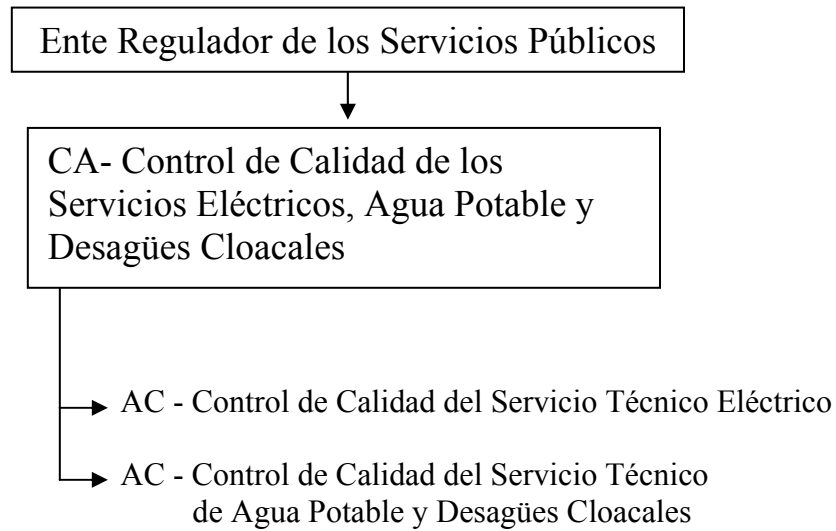 Ente Regulador de los Servicios Públicos
CA- Control de Calidad de los
Servicios Eléctricos, Agua Potable y
Desagües Cloacales
AC - Control de Calidad del Servicio Técnico Eléctrico
AC - Control de Calidad del Servicio Técnico
de Agua Potable y Desagües Cloacales